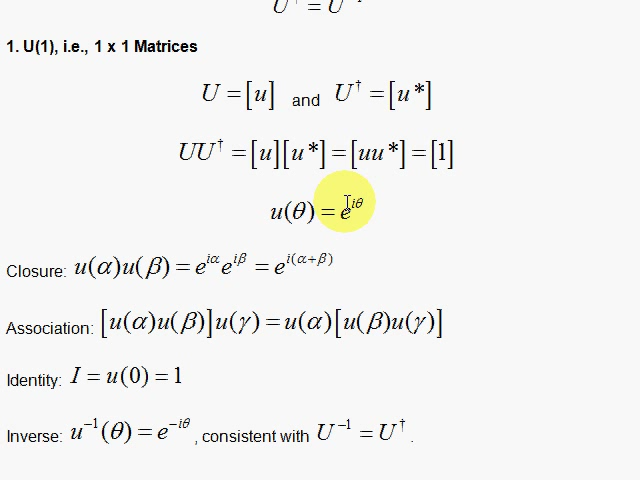 U† = U⁻¹
1. U(1), i.e., 1 x 1 Matrices
U = [u] and U† = [u*]
UU† = [u][u*] = [uu*] = [1]
u(θ) = e^{iθ}
Closure: u(α)u(β) = e^{iα}e^{iβ} = e^{i(α+β)}
Association: [u(α)u(β)]u(γ) = u(α)[u(β)u(γ)]
Identity: I = u(0) = 1
Inverse: u⁻¹(θ) = e^{-iθ}, consistent with U⁻¹ = U†.